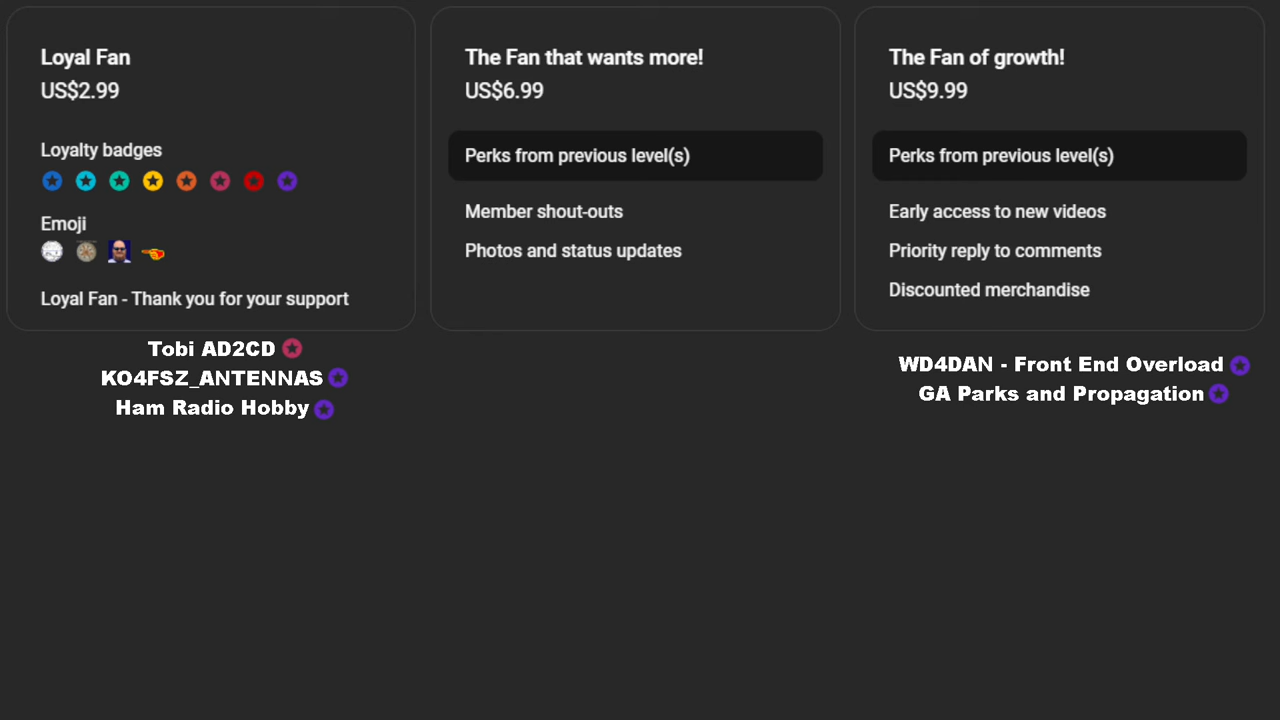 Loyal Fan
US$2.99
Loyalty badges
Emoji
Loyal Fan - Thank you for your support
Tobi AD2CD
KO4FSZ_ANTENNAS
Ham Radio Hobby
The Fan that wants more!
US$6.99
Perks from previous level(s)
Member shout-outs
Photos and status updates
The Fan of growth!
US$9.99
Perks from previous level(s)
Early access to new videos
Priority reply to comments
Discounted merchandise
WD4DAN - Front End Overload
GA Parks and Propagation